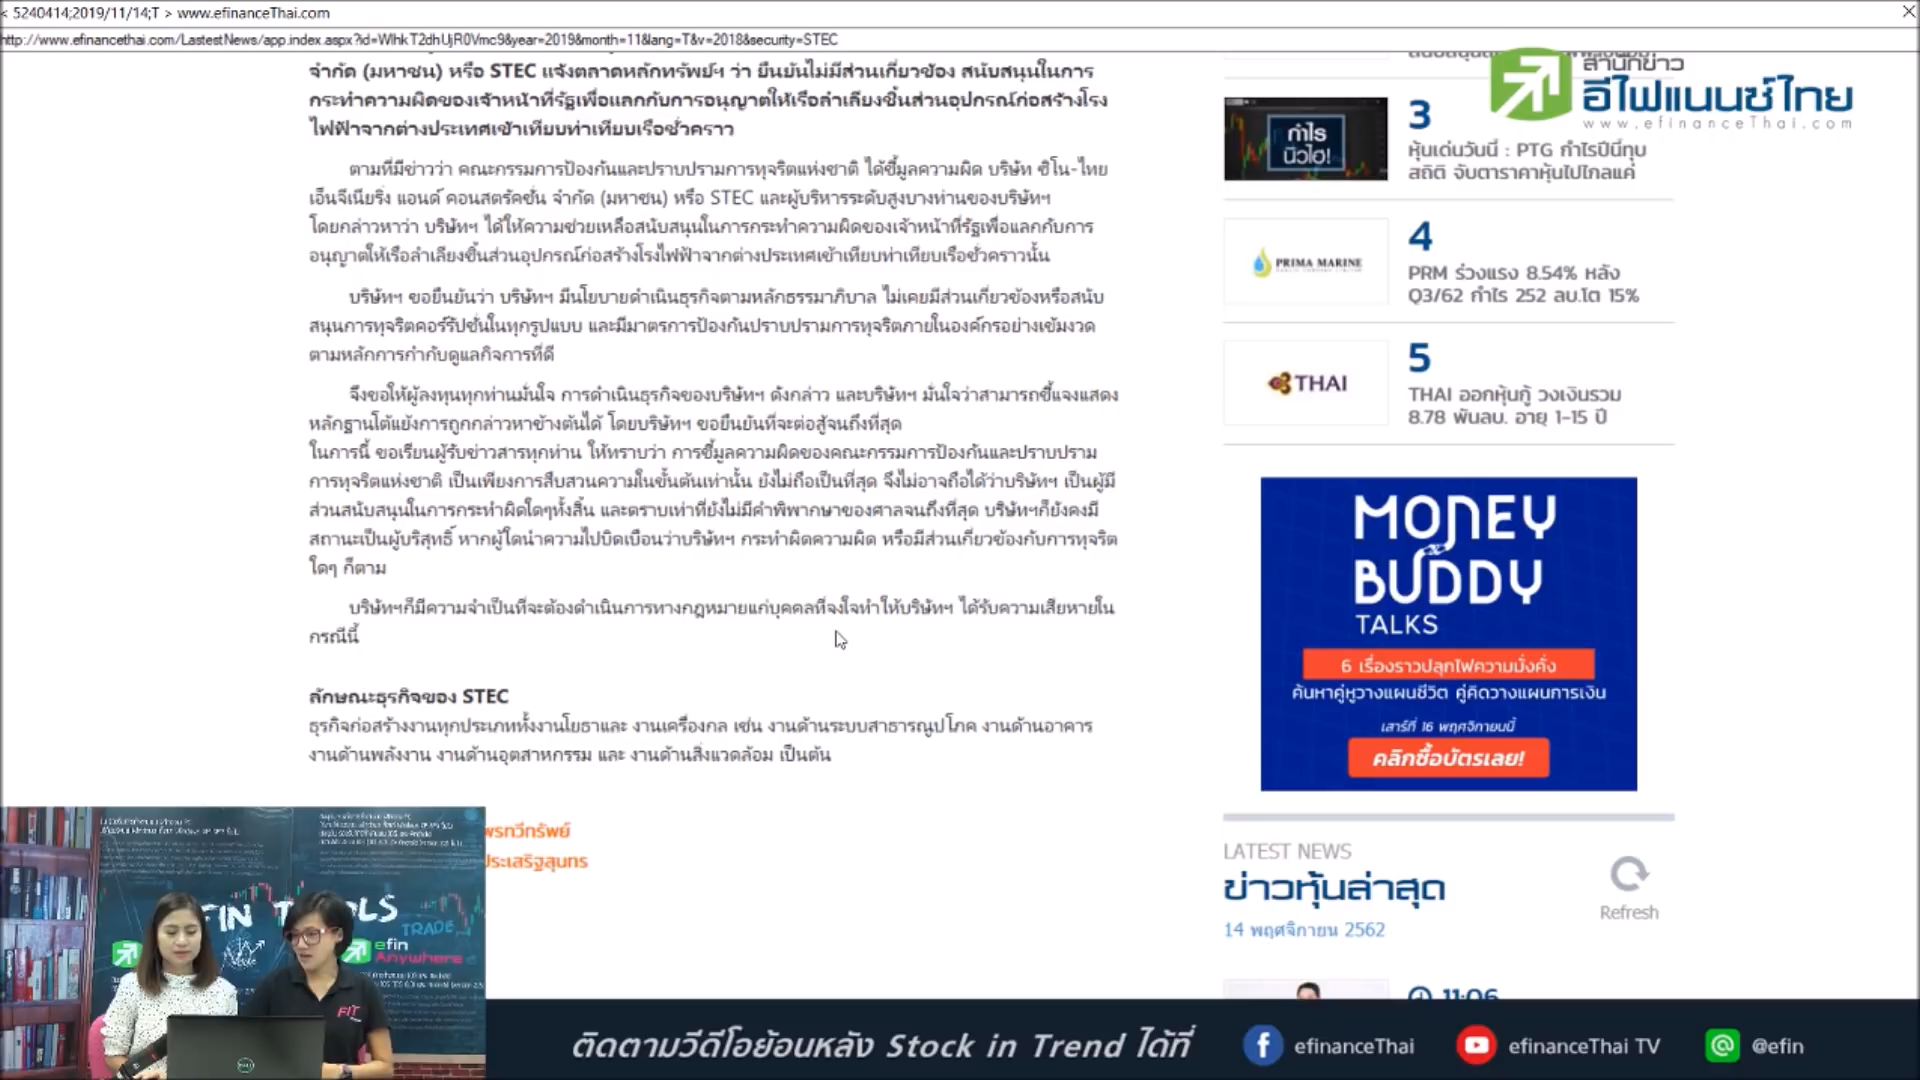 < 5240414;2019/11/14;T > www.efinanceThai.com
http://www.efinancethai.com/LastestNews/app.index.aspx?id=WlhkT2dhUjR0Vmc9&year=2019&month=11&lang=T&v=2018&security=STEC
จำกัด (มหาชน) หรือ STEC แจ้งตลาดหลักทรัพย์ฯ ว่า ยืนยันไม่มีส่วนเกี่ยวข้อง สนับสนุนในการ
กระทำความผิดของเจ้าหน้าที่รัฐเพื่อแลกกับการอนุญาตให้เรือลำเลียงชิ้นส่วนอุปกรณ์ก่อสร้างโรง
ไฟฟ้าจากต่างประเทศเข้าเทียบท่าเทียบเรือชั่วคราว
ตามที่มีข่าวว่า คณะกรรมการป้องกันและปราบปรามการทุจริตแห่งชาติ ได้ชี้มูลความผิด บริษัท ซิโน-ไทย
เอ็นจีเนียริ่ง แอนด์ คอนสตรัคชั่น จำกัด (มหาชน) หรือ STEC และผู้บริหารระดับสูงบางท่านของบริษัทฯ
โดยกล่าวหาว่า บริษัทฯ ได้ให้ความช่วยเหลือสนับสนุนในการกระทำความผิดของเจ้าหน้าที่รัฐเพื่อแลกกับการ
อนุญาตให้เรือลำเลียงชิ้นส่วนอุปกรณ์ก่อสร้างโรงไฟฟ้าจากต่างประเทศเข้าเทียบท่าเทียบเรือชั่วคราวนั้น
บริษัทฯ ขอยืนยันว่า บริษัทฯ มีนโยบายดำเนินธุรกิจตามหลักธรรมาภิบาล ไม่เคยมีส่วนเกี่ยวข้องหรือสนับ
สนุนการทุจริตคอร์รัปชั่นในทุกรูปแบบ และมีมาตรการป้องกันปราบปรามการทุจริตภายในองค์กรอย่างเข้มงวด
ตามหลักการกำกับดูแลกิจการที่ดี
จึงขอให้ผู้ลงทุนทุกท่านมั่นใจ การดำเนินธุรกิจของบริษัทฯ ดังกล่าว และบริษัทฯ มั่นใจว่าสามารถชี้แจงแสดง
หลักฐานโต้แย้งการถูกกล่าวหาข้างต้นได้ โดยบริษัทฯ ขอยืนยันที่จะต่อสู้จนถึงที่สุด
ในการนี้ ขอเรียนผู้รับข่าวสารทุกท่าน ให้ทราบว่า การชี้มูลความผิดของคณะกรรมการป้องกันและปราบปราม
การทุจริตแห่งชาติ เป็นเพียงการสืบสวนความในชั้นต้นเท่านั้น ยังไม่ถือเป็นที่สุด จึงไม่อาจถือได้ว่าบริษัทฯ เป็นผู้มี
ส่วนสนับสนุนในการกระทำผิดใดๆทั้งสิ้น และตราบเท่าที่ยังไม่มีคำพิพากษาของศาลจนถึงที่สุด บริษัทฯก็ยังคงมี
สถานะเป็นผู้บริสุทธิ์ หากผู้ใดนำความไปบิดเบือนว่าบริษัทฯ กระทำผิดความผิด หรือมีส่วนเกี่ยวข้องกับการทุจริต
ใดๆ ก็ตาม
บริษัทฯก็มีความจำเป็นที่จะต้องดำเนินการทางกฎหมายแก่บุคคลที่จงใจทำให้บริษัทฯ ได้รับความเสียหายใน
กรณีนี้
ลักษณะธุรกิจของ STEC
ธุรกิจก่อสร้างงานทุกประเภททั้งงานโยธาและ งานเครื่องกล เช่น งานด้านระบบสาธารณูปโภค งานด้านอาคาร
งานด้านพลังงาน งานด้านอุตสาหกรรม และ งานด้านสิ่งแวดล้อม เป็นต้น
พรทวีทรัพย์
ประเสริฐสุนทร
สำนักข่าว
อีไฟแนนซ์ไทย
www.efinanceThai.com
กำไร
นิวไฮ!
3
หุ้นเด่นวันนี้ : PTG กำไรปีนี้ทุบ
สถิติ จับตาราคาหุ้นไปไกลแค่
PRIMA MARINE
4
PRM ร่วงแรง 8.54% หลัง
Q3/62 กำไร 252 ลบ.โต 15%
THAI
5
THAI ออกหุ้นกู้ วงเงินรวม
8.78 พันลบ. อายุ 1-15 ปี
MONEY
BUDDY
TALKS
6 เรื่องราวปลุกไฟความมั่งคั่ง
ค้นหาคู่หูวางแผนชีวิต คู่คิดวางแผนการเงิน
เสาร์ที่ 16 พฤศจิกายนนี้
คลิกซื้อบัตรเลย!
LATEST NEWS
ข่าวหุ้นล่าสุด
Refresh
14 พฤศจิกายน 2562
11:06
TRADE
efin
Anywhere
FIT
DELL
ติดตามวีดีโอย้อนหลัง Stock in Trend ได้ที่
efinanceThai
efinanceThai TV
@efin